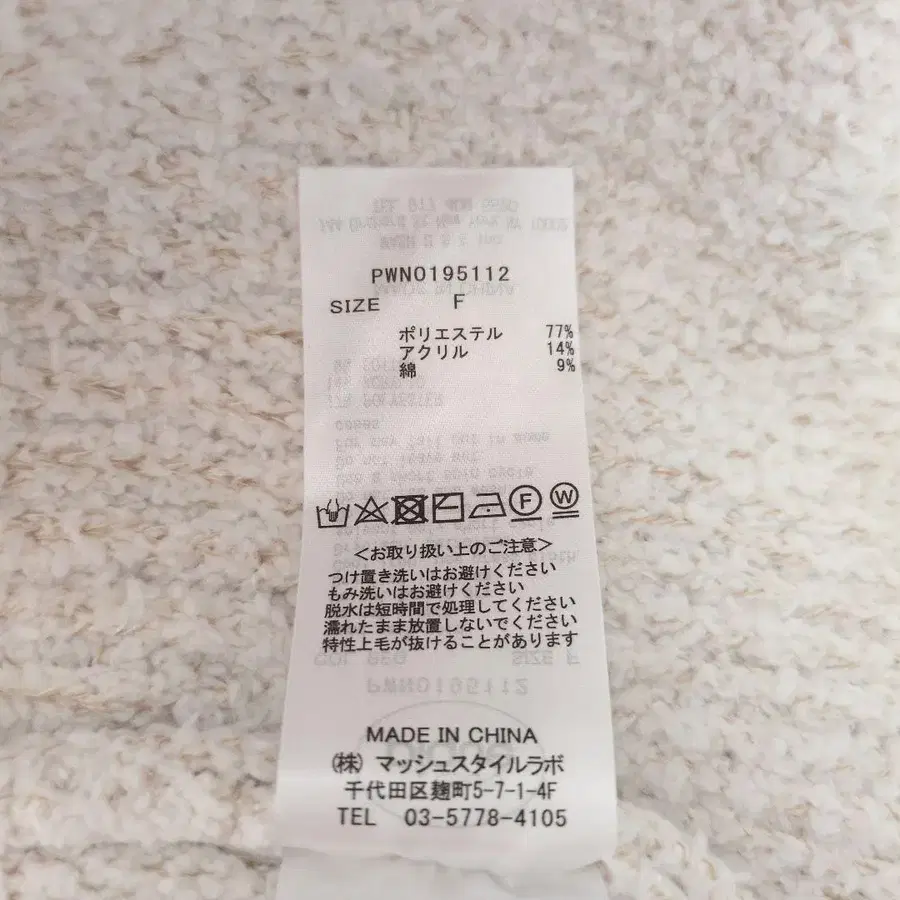 PWNO195112
SIZE F
ポリエステル 77%
アクリル 14%
綿 9%
F W
<お取り扱い上のご注意>
つけ置き洗いはお避けください
もみ洗いはお避けください
脱水は短時間で処理してください
濡れたまま放置しないでください
特性上毛が抜けることがあります
MADE IN CHINA
(株) マッシュスタイルラボ
千代田区麹町5-7-1-4F
TEL 03-5778-4105